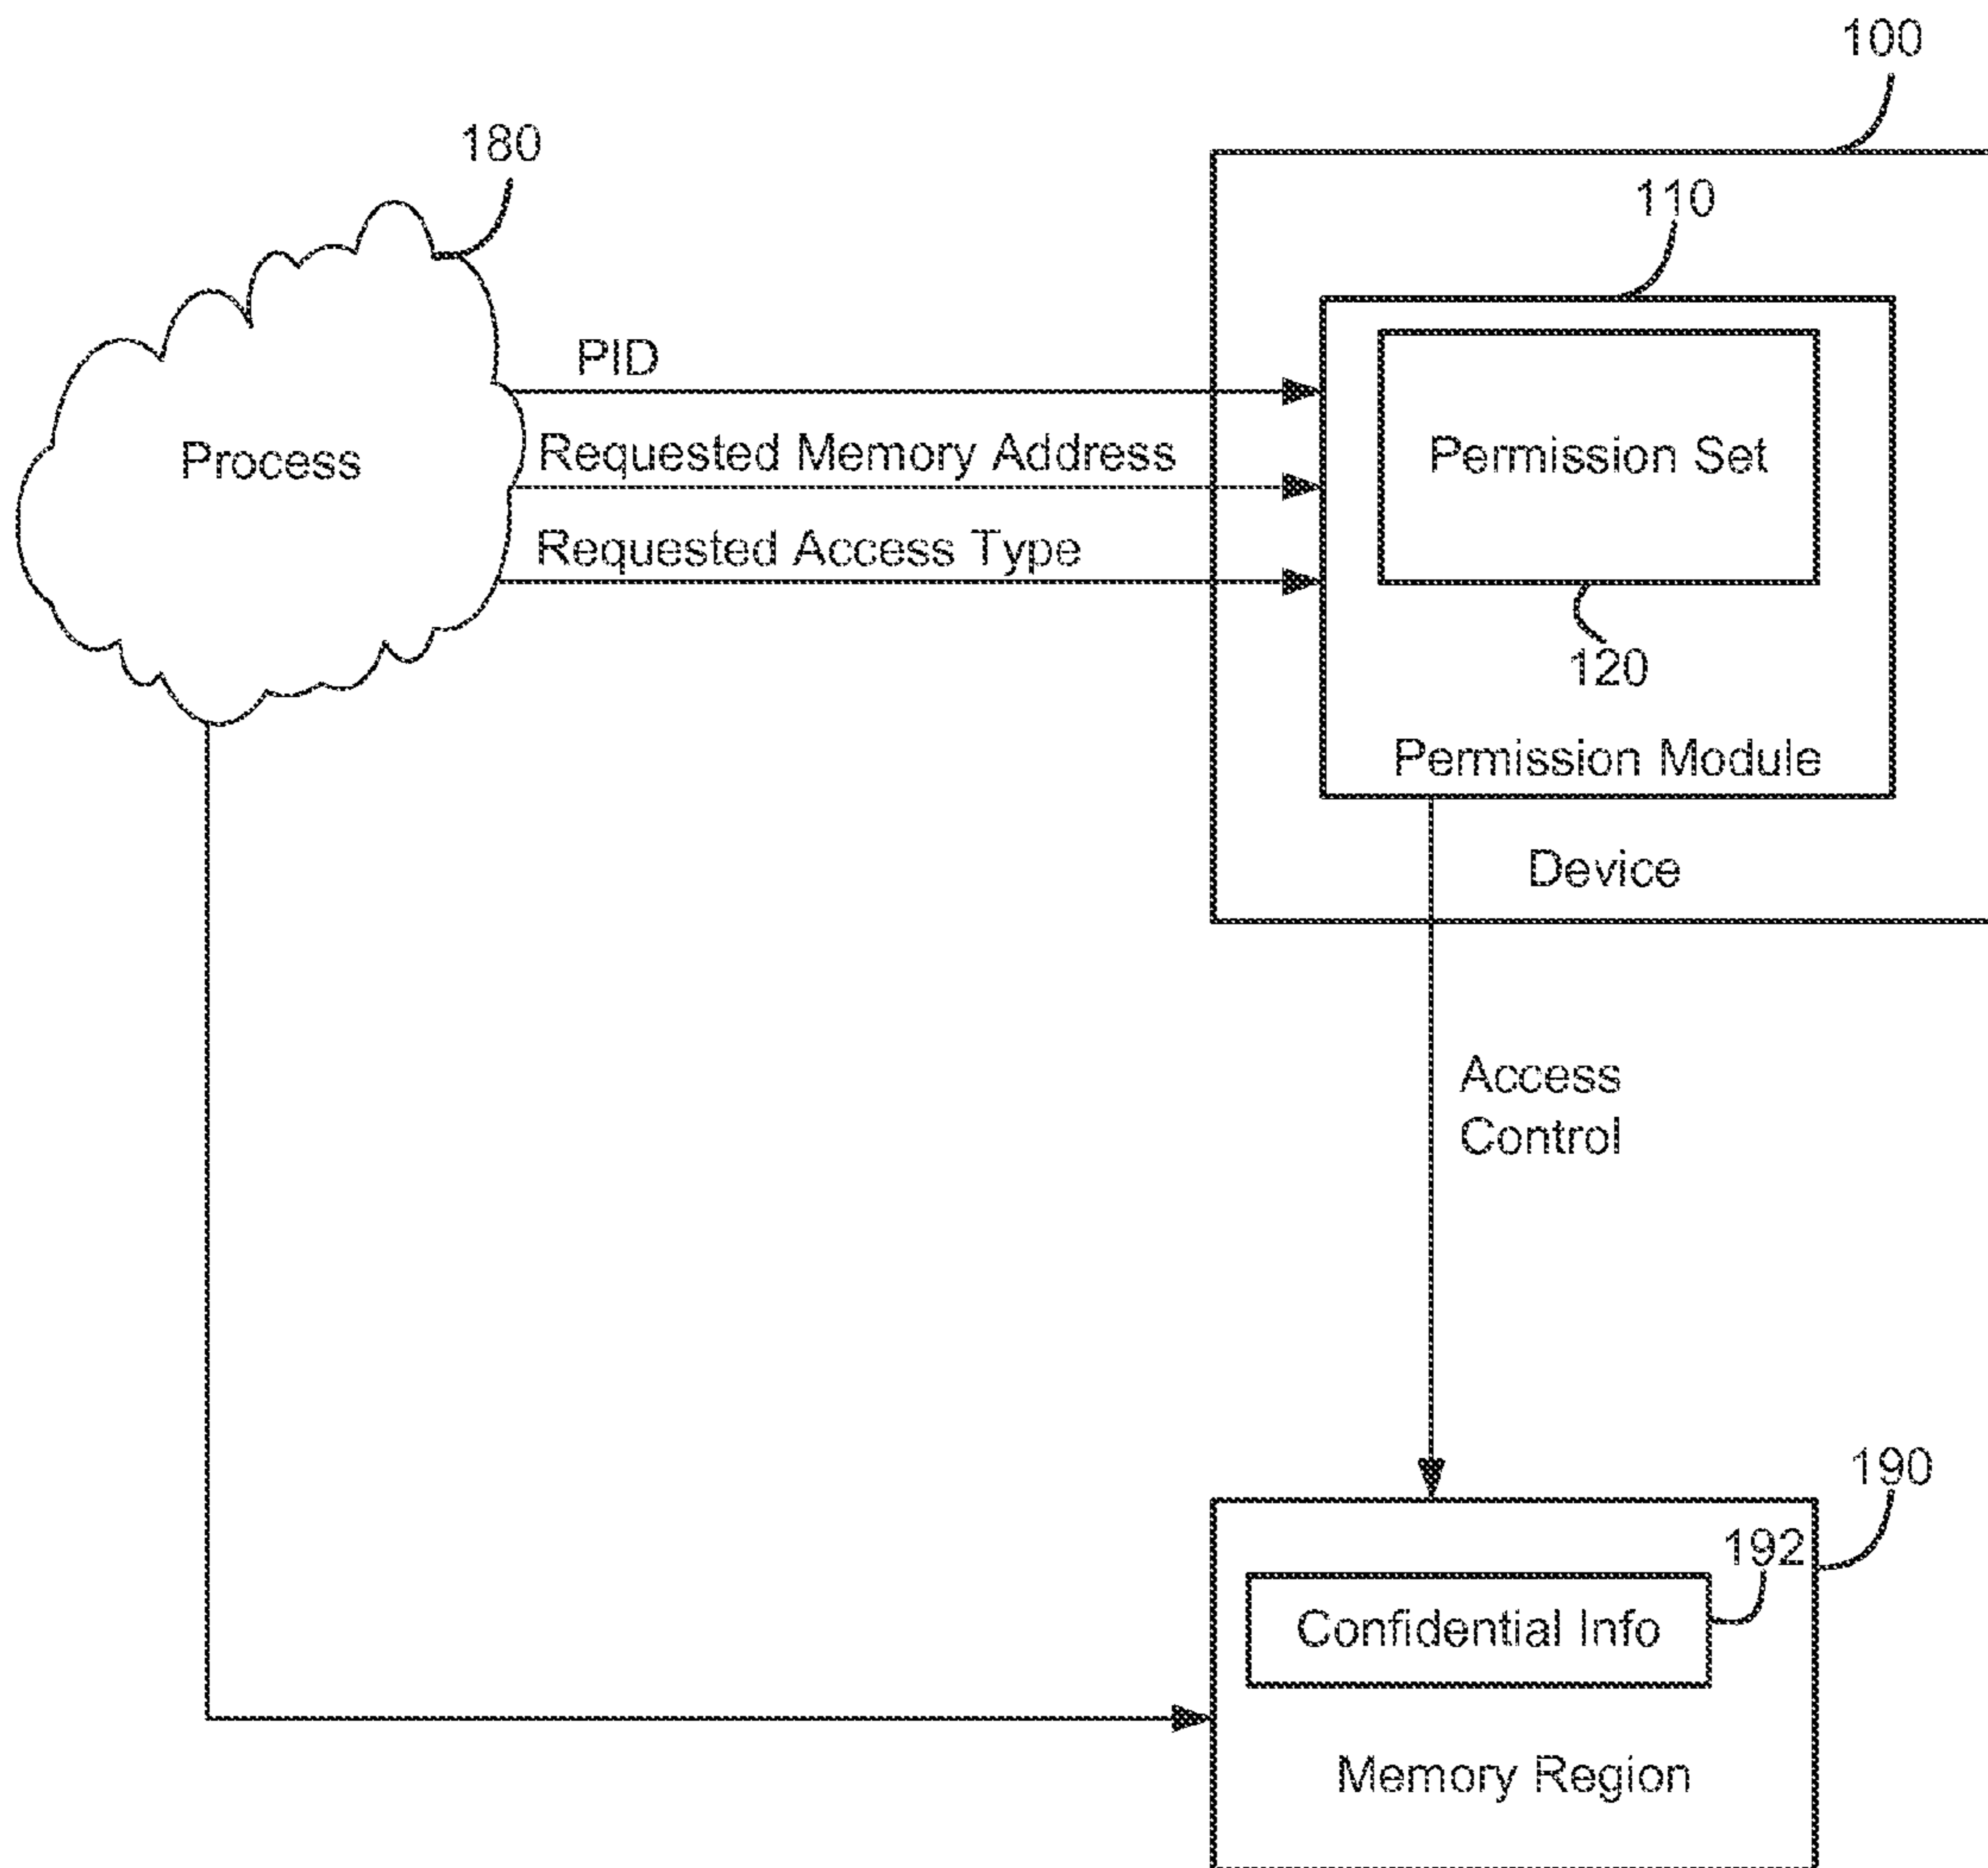 100
180
110
PID
Process
Requested Memory Address
Permission Set
Requested Access Type
120
Permission Module
Device
Access
Control
190
192
Confidential Info
Memory Region